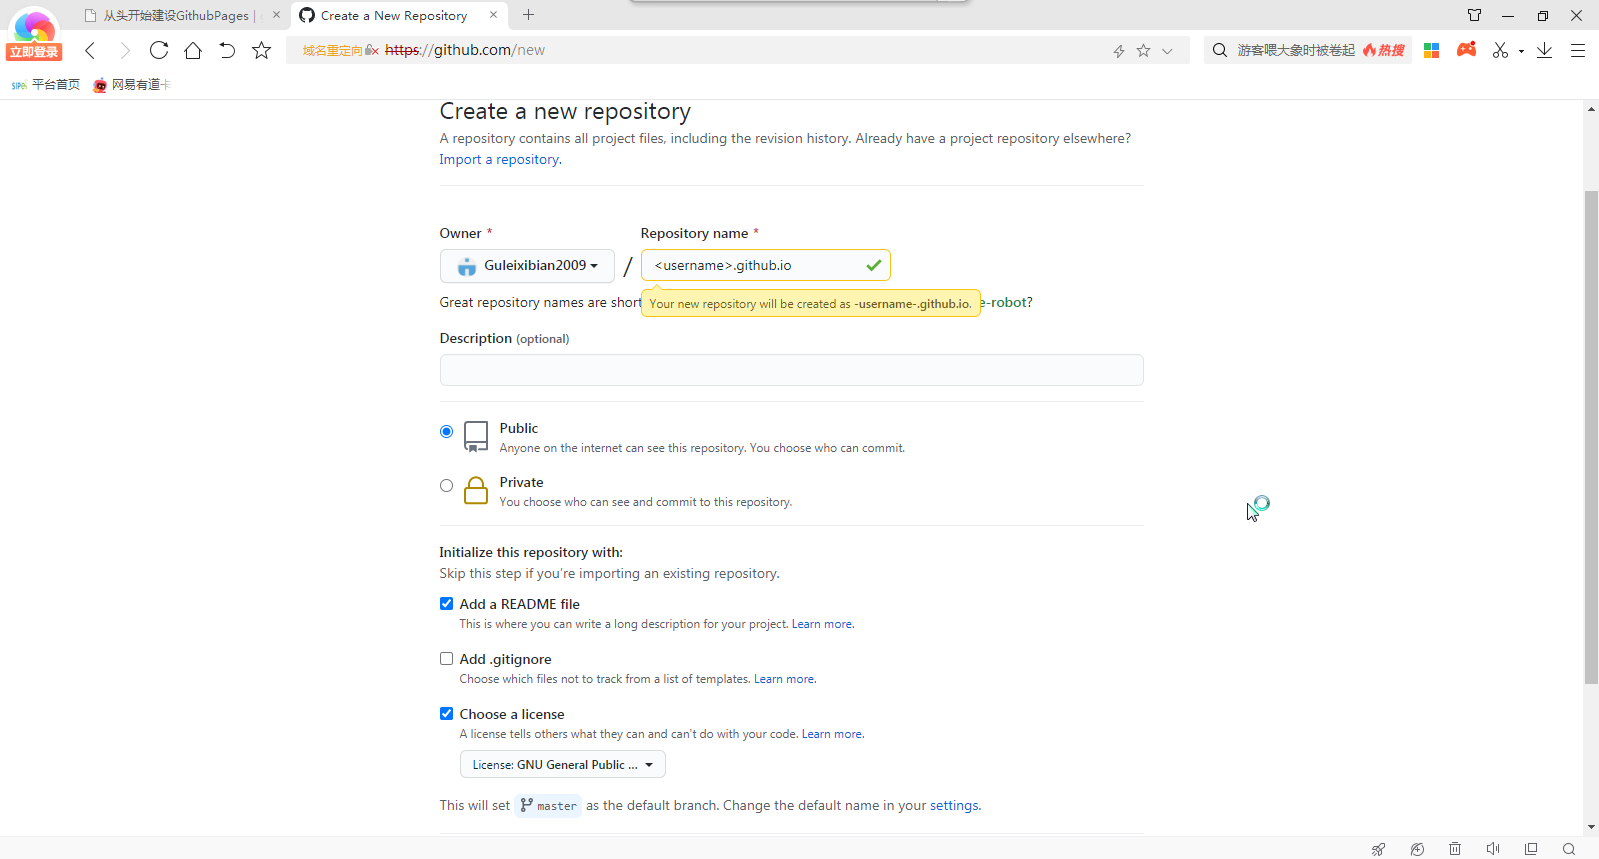 从头开始建设GithubPages |
Create a New Repository
立即登录
域名重定向 https://github.com/new
游客喂大象时被卷起 热搜
平台首页 网易有道卡
Create a new repository
A repository contains all project files, including the revision history. Already have a project repository elsewhere?
Import a repository.
Owner * Repository name *
Guleixibian2009 / <username>.github.io
Great repository names are short e-robot?
Your new repository will be created as -username-.github.io.
Description (optional)
Public
Anyone on the internet can see this repository. You choose who can commit.
Private
You choose who can see and commit to this repository.
Initialize this repository with:
Skip this step if you're importing an existing repository.
Add a README file
This is where you can write a long description for your project. Learn more.
Add .gitignore
Choose which files not to track from a list of templates. Learn more.
Choose a license
A license tells others what they can and can't do with your code. Learn more.
License: GNU General Public ...
This will set master as the default branch. Change the default name in your settings.